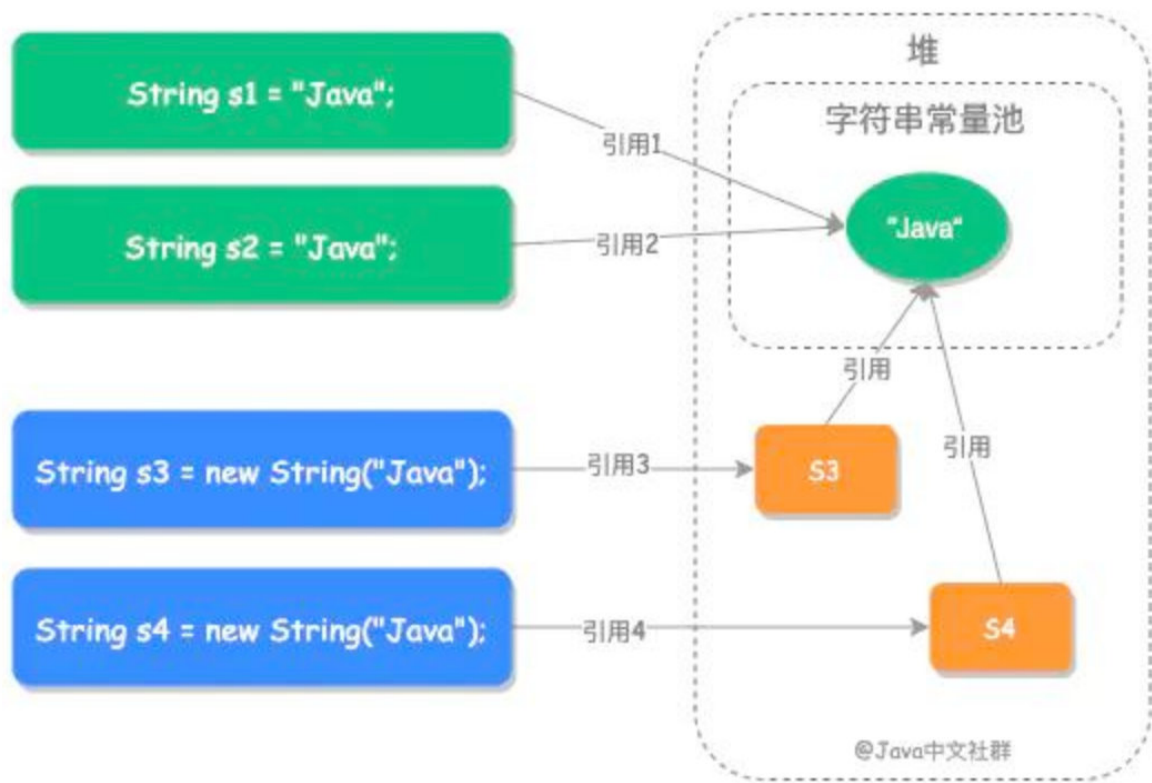 堆
字符串常量池
String s1 = "Java";
引用1
"Java"
String s2 = "Java";
引用2
引用
String s3 = new String("Java");
引用3
S3
引用
String s4 = new String("Java");
引用4
S4
@Java中文社群